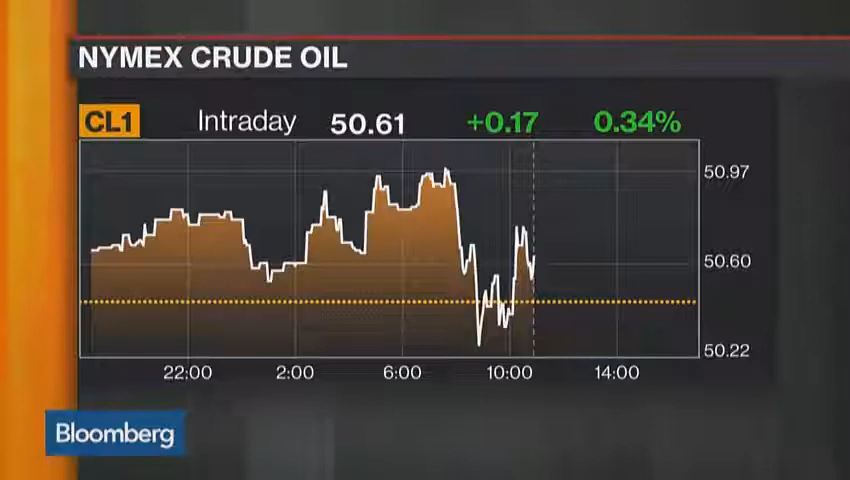 NYMEX CRUDE OIL
CL1 Intraday 50.61 +0.17 0.34%
50.97
50.60
50.22
22:00 2:00 6:00 10:00 14:00
Bloomberg